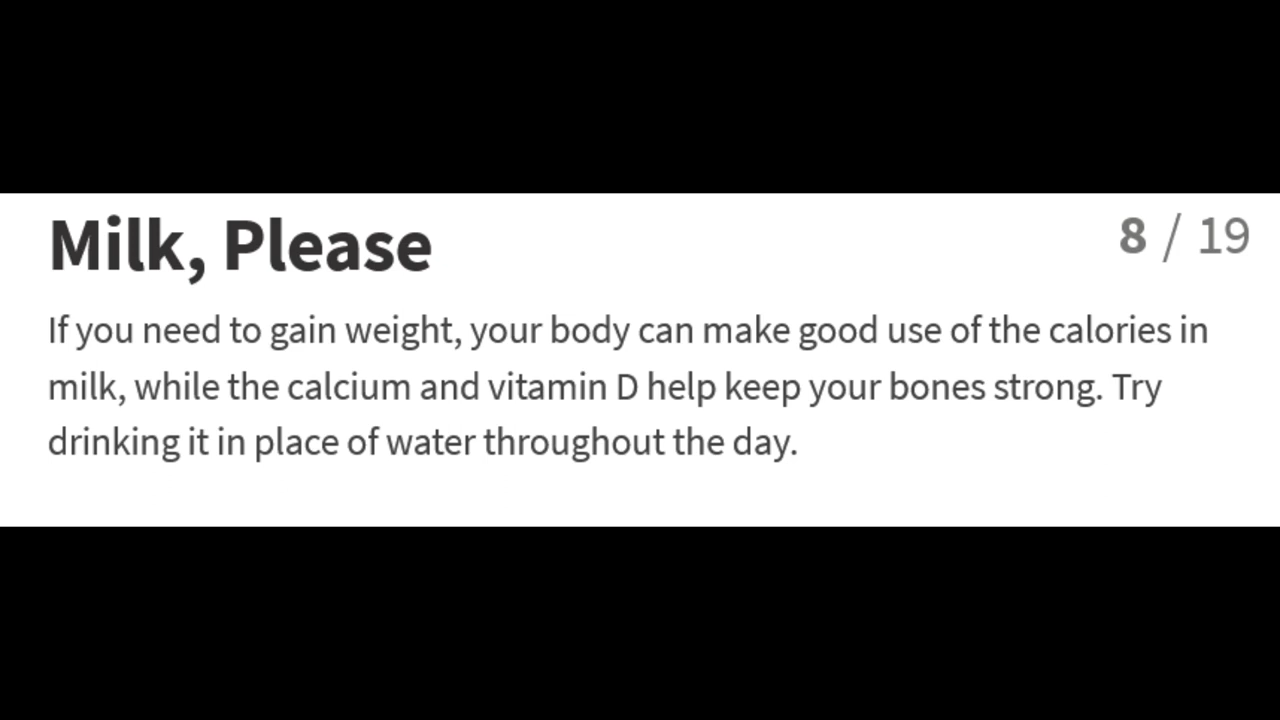 Milk, Please
8 / 19
If you need to gain weight, your body can make good use of the calories in
milk, while the calcium and vitamin D help keep your bones strong. Try
drinking it in place of water throughout the day.